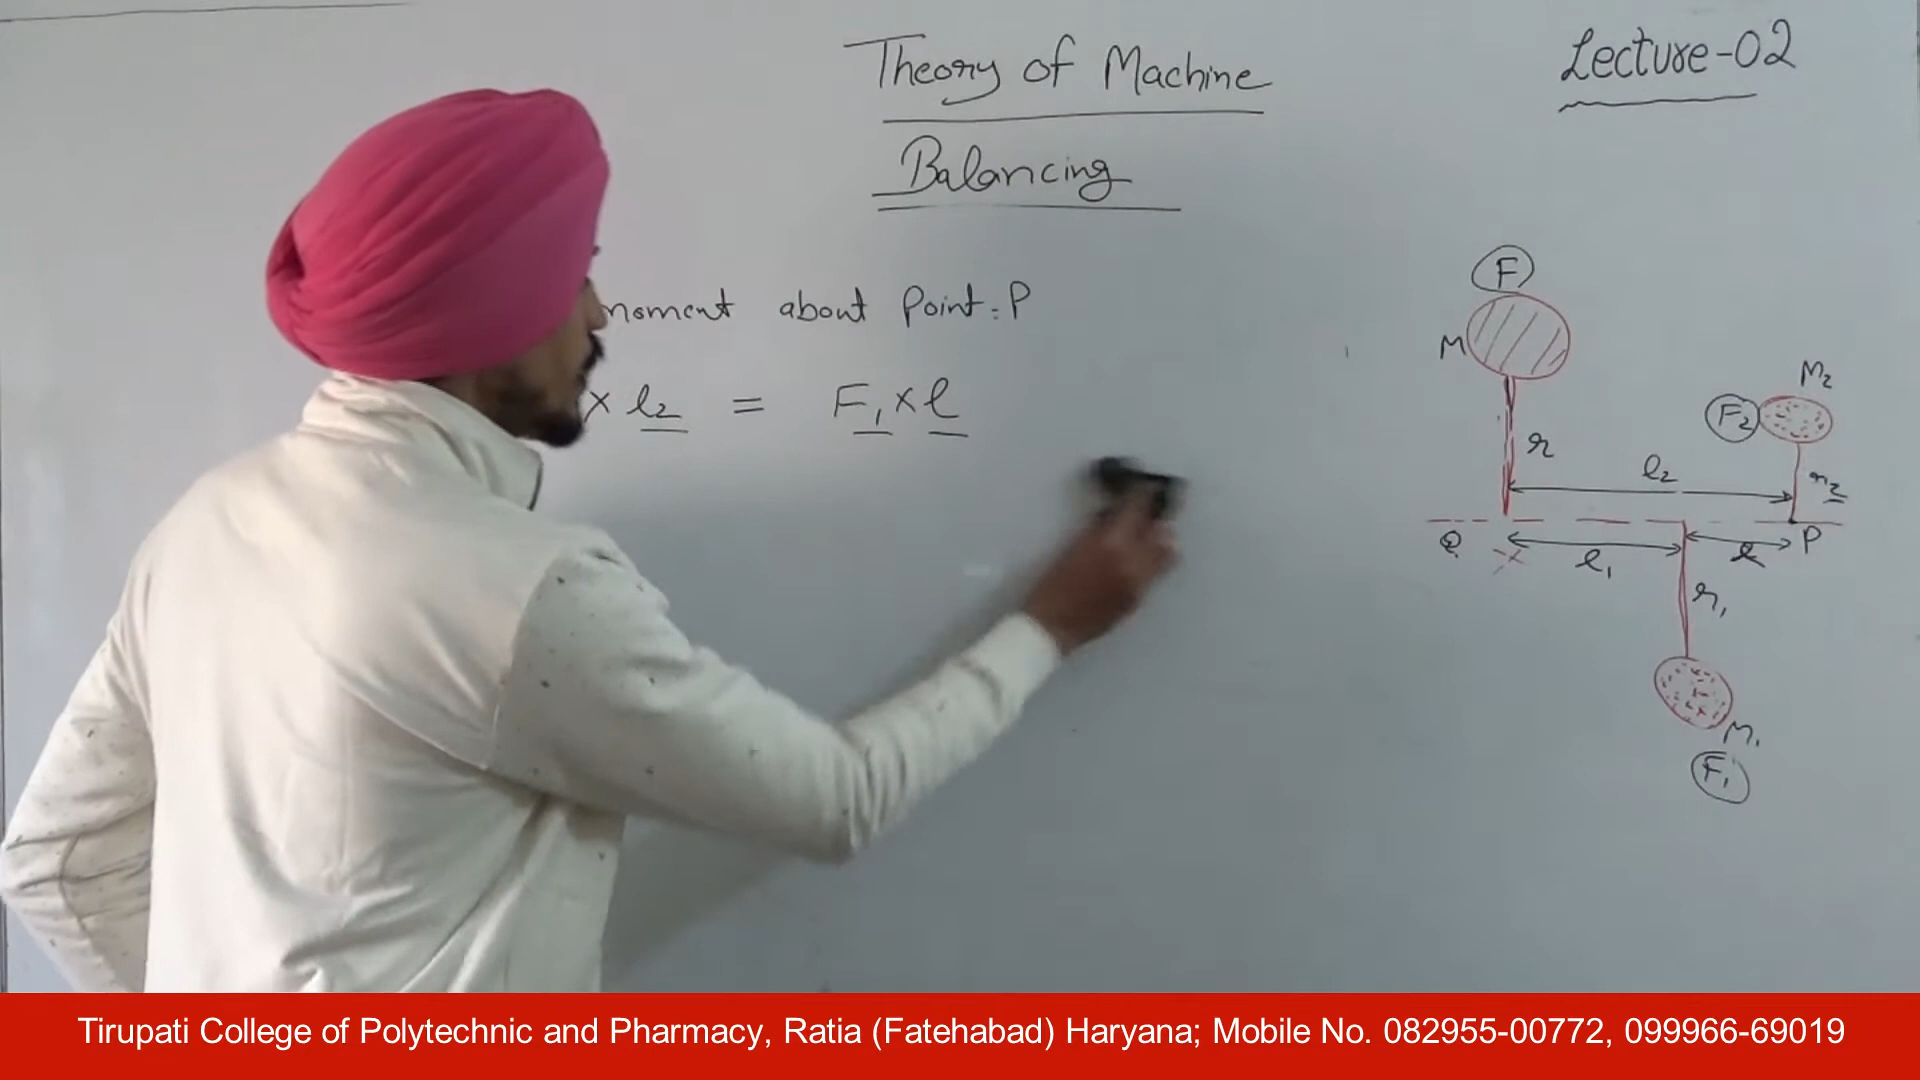 Theory of Machine
Lecture-02
Balancing
moment about Point: P
× l2 = F1 × l
F
M
M2
F2
r
l2
r2
Q
l1
l
P
r1
M1
F1
Tirupati College of Polytechnic and Pharmacy, Ratia (Fatehabad) Haryana; Mobile No. 082955-00772, 099966-69019